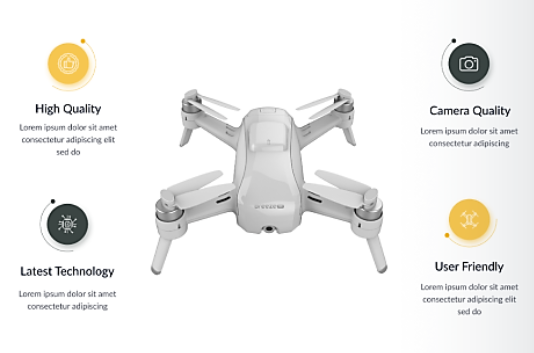 High Quality
Lorem ipsum dolor sit amet
consectetur adipiscing elit
sed do
Camera Quality
Lorem ipsum dolor sit amet
consectetur adipiscing
Latest Technology
Lorem ipsum dolor sit amet
consectetur adipiscing
User Friendly
Lorem ipsum dolor sit amet
consectetur adipiscing elit
sed do